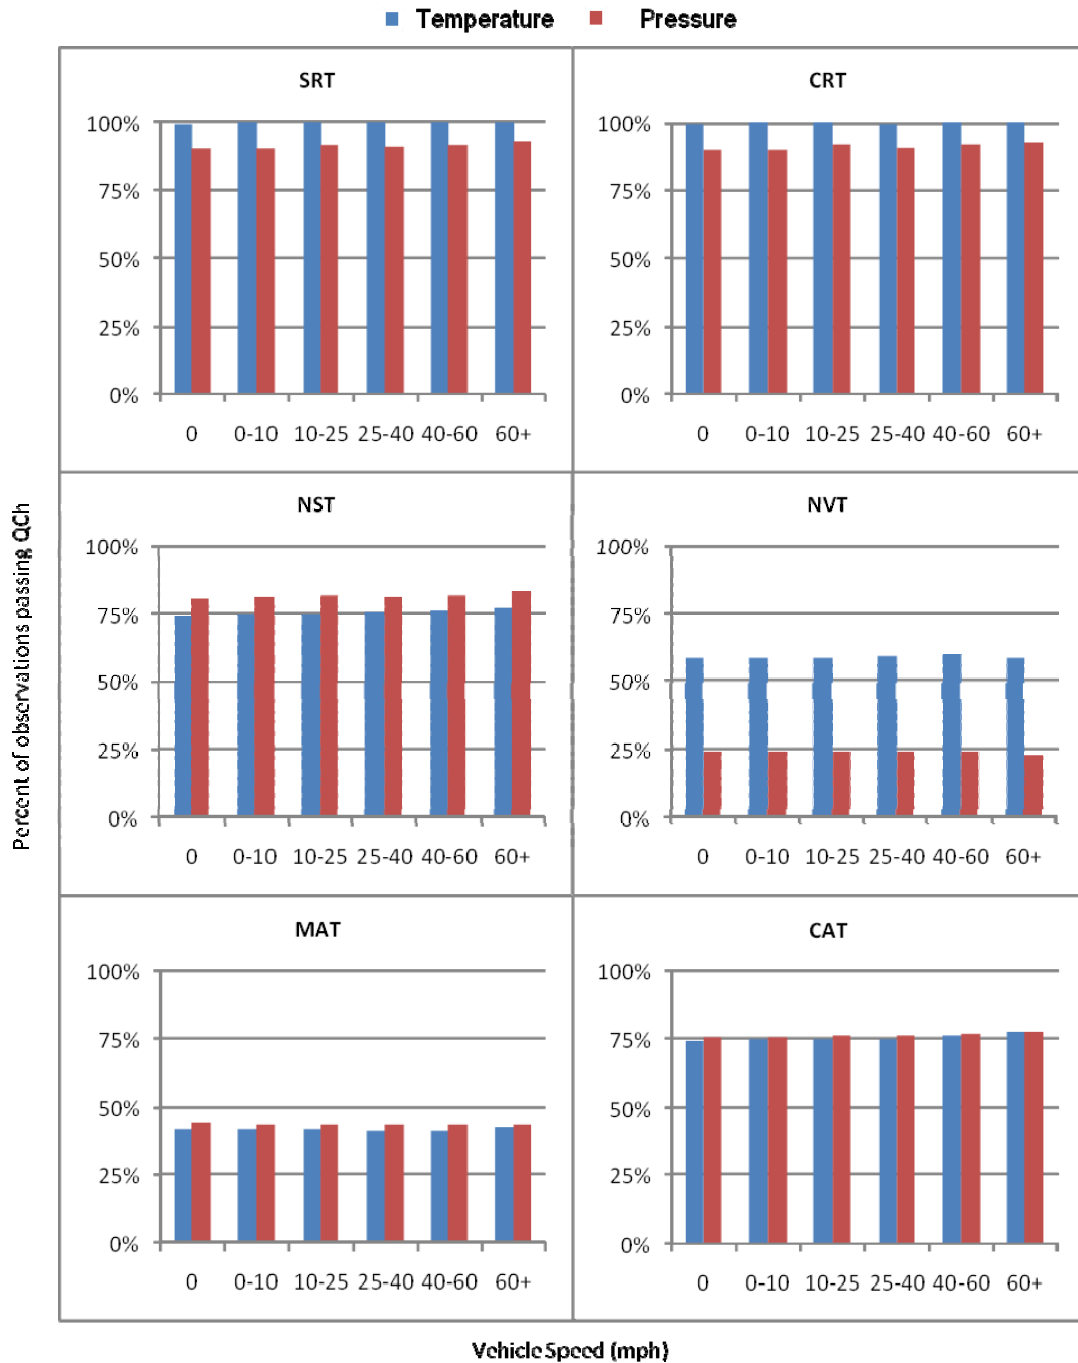 Temperature Pressure
SRT
100%
75%
50%
25%
0%
0 0-10 10-25 25-40 40-60 60+
CRT
100%
75%
50%
25%
0%
0 0-10 10-25 25-40 40-60 60+
Percent of observations passing QCh
NST
100%
75%
50%
25%
0%
0 0-10 10-25 25-40 40-60 60+
NVT
100%
75%
50%
25%
0%
0 0-10 10-25 25-40 40-60 60+
MAT
100%
75%
50%
25%
0%
0 0-10 10-25 25-40 40-60 60+
CAT
100%
75%
50%
25%
0%
0 0-10 10-25 25-40 40-60 60+
Vehicle Speed (mph)